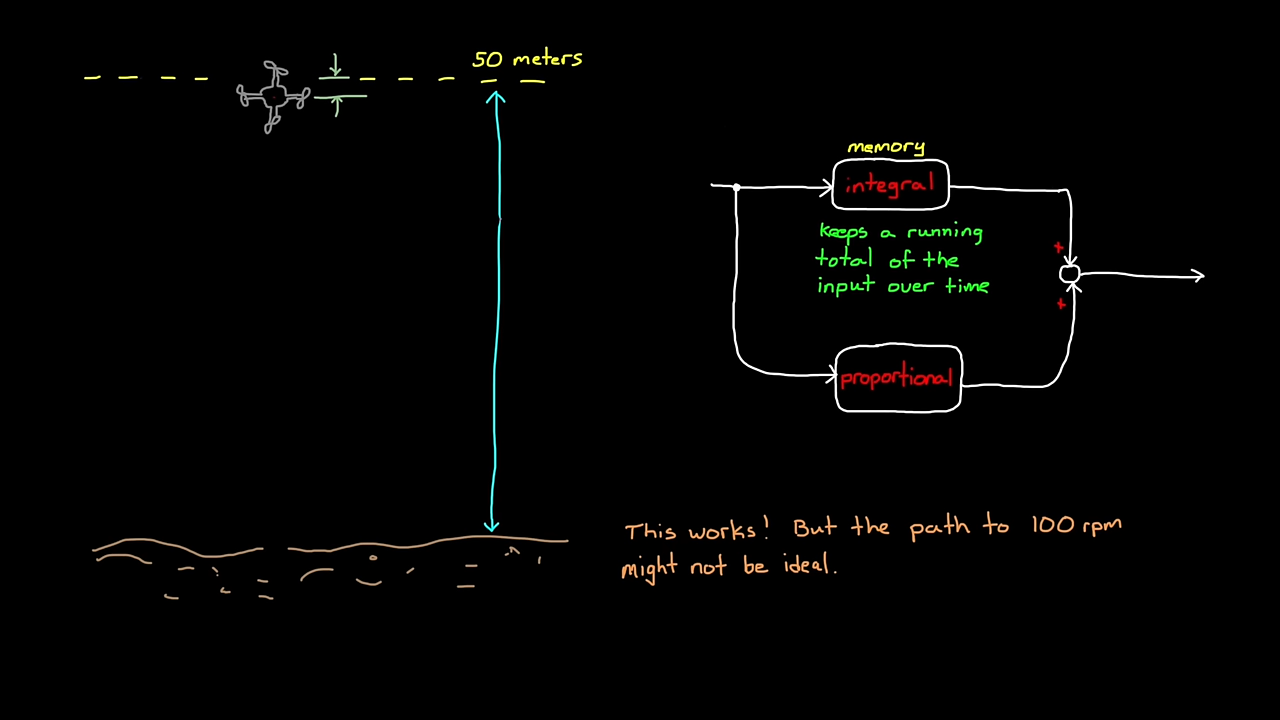 50 meters
memory
integral
keeps a running
total of the
input over time
+
+
proportional
This works! But the path to 100 rpm
might not be ideal.